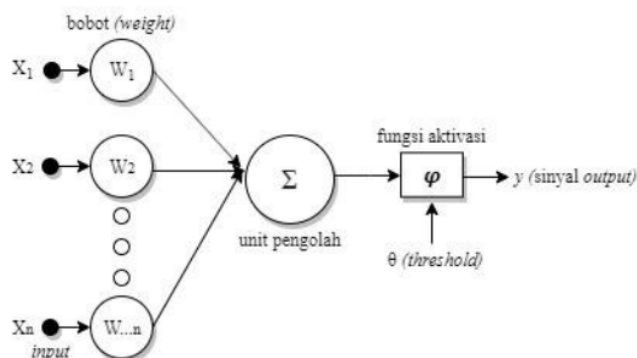 bobot (weight)
X1
W1
X2
W2
Σ
unit pengolah
fungsi aktivasi
φ
y (sinyal output)
θ (threshold)
Xn
W...n
input